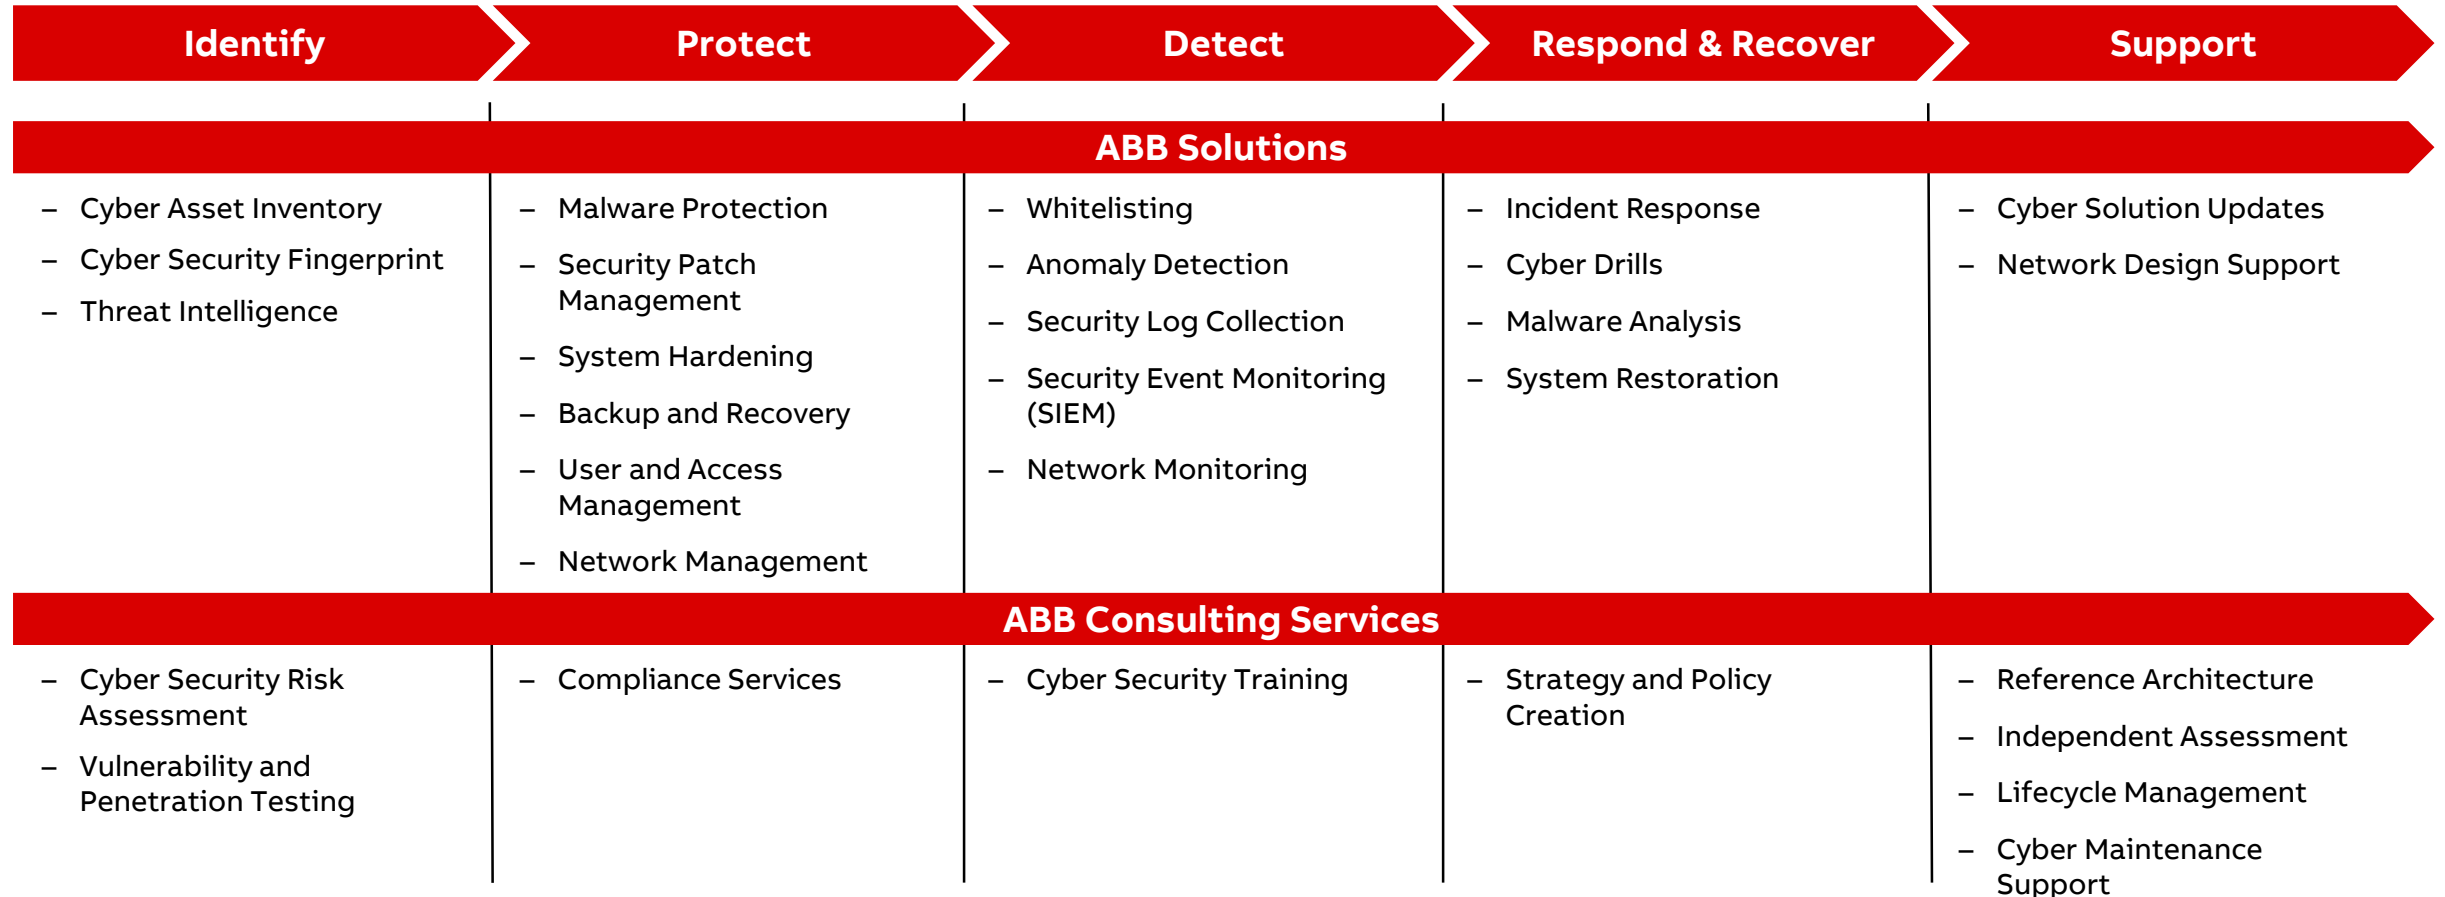 Identify
Protect
Detect
Respond & Recover
Support
ABB Solutions
– Cyber Asset Inventory
– Cyber Security Fingerprint
– Threat Intelligence
– Malware Protection
– Security Patch
Management
– System Hardening
– Backup and Recovery
– User and Access
Management
– Network Management
– Whitelisting
– Anomaly Detection
– Security Log Collection
– Security Event Monitoring
(SIEM)
– Network Monitoring
– Incident Response
– Cyber Drills
– Malware Analysis
– System Restoration
– Cyber Solution Updates
– Network Design Support
ABB Consulting Services
– Cyber Security Risk
Assessment
– Vulnerability and
Penetration Testing
– Compliance Services
– Cyber Security Training
– Strategy and Policy
Creation
– Reference Architecture
– Independent Assessment
– Lifecycle Management
– Cyber Maintenance
Support